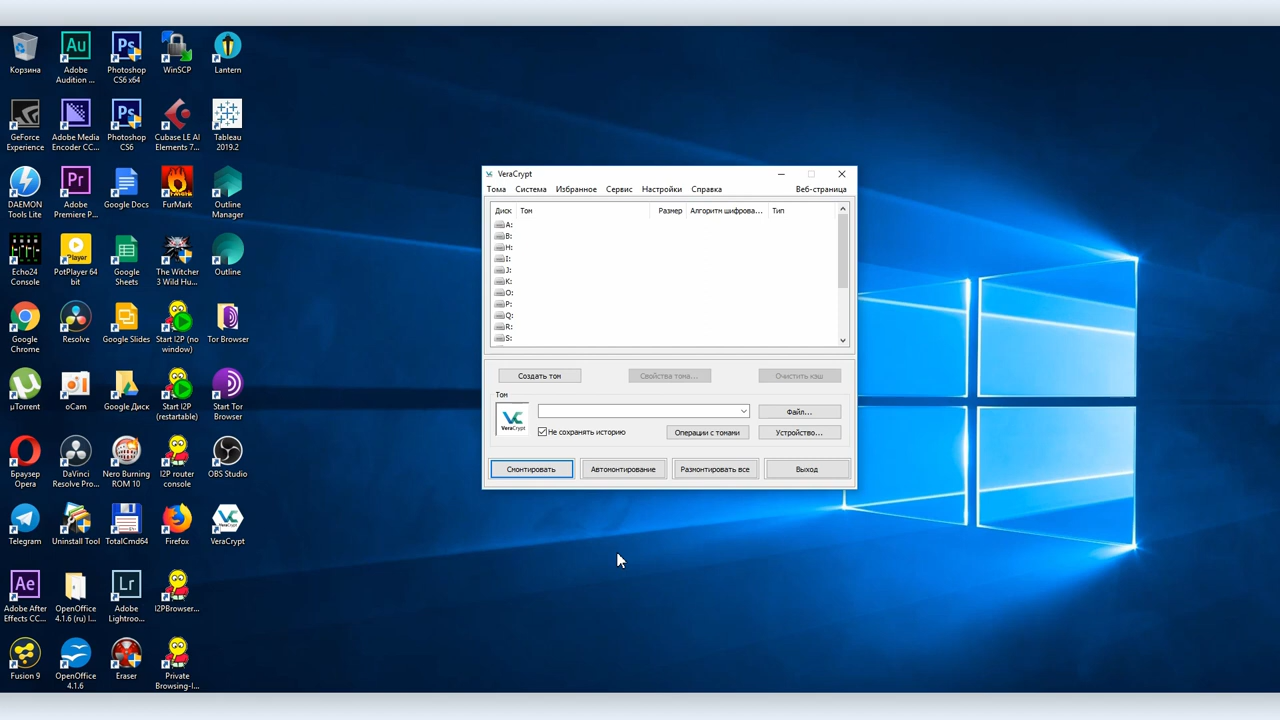 Корзина
Adobe
Audition ...
Photoshop
CS6 x64
WinSCP
Lantern
GeForce
Experience
Adobe Media
Encoder CC...
Photoshop
CS6
Cubase LE AI
Elements 7...
Tableau
2019.2
DAEMON
Tools Lite
Adobe
Premiere P...
Google Docs
FurMark
Outline
Manager
Echo24
Console
PotPlayer 64
bit
Google
Sheets
The Witcher
3 Wild Hu...
Outline
Google
Chrome
Resolve
Google Slides
Start I2P (no
window)
Tor Browser
µTorrent
oCam
Google Диск
Start I2P
(restartable)
Start Tor
Browser
Браузер
Opera
DaVinci
Resolve Pro...
Nero Burning
ROM 10
I2P router
console
OBS Studio
Telegram
Uninstall Tool
TotalCmd64
Firefox
VeraCrypt
Adobe After
Effects CC...
OpenOffice
4.1.6 (ru) I...
Adobe
Lightroo...
I2PBrowser...
Fusion 9
OpenOffice
4.1.6
Eraser
Private
Browsing-I...
VeraCrypt
Тома Система Избранное Сервис Настройки Справка Веб-страница
Диск Том Размер Алгоритм шифрова... Тип
A:
B:
H:
I:
J:
K:
O:
P:
Q:
R:
S:
Создать том Свойства тома... Очистить кэш
Том
VeraCrypt
Файл...
Не сохранять историю Операции с томами Устройство...
Смонтировать Автомонтирование Размонтировать все Выход